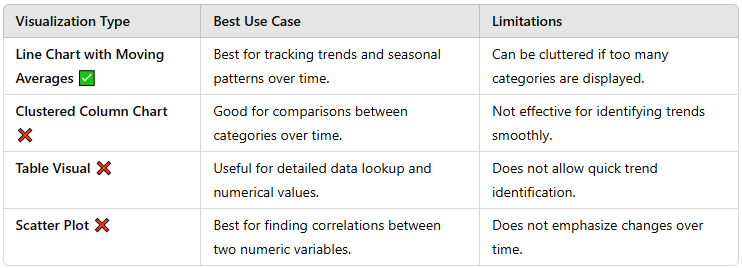 Visualization Type Best Use Case Limitations
Line Chart with Moving Best for tracking trends and seasonal Can be cluttered if too many
Averages ✅ patterns over time. categories are displayed.
Clustered Column Chart Good for comparisons between Not effective for identifying trends
❌ categories over time. smoothly.
Table Visual ❌ Useful for detailed data lookup and Does not allow quick trend
numerical values. identification.
Scatter Plot ❌ Best for finding correlations between Does not emphasize changes over
two numeric variables. time.